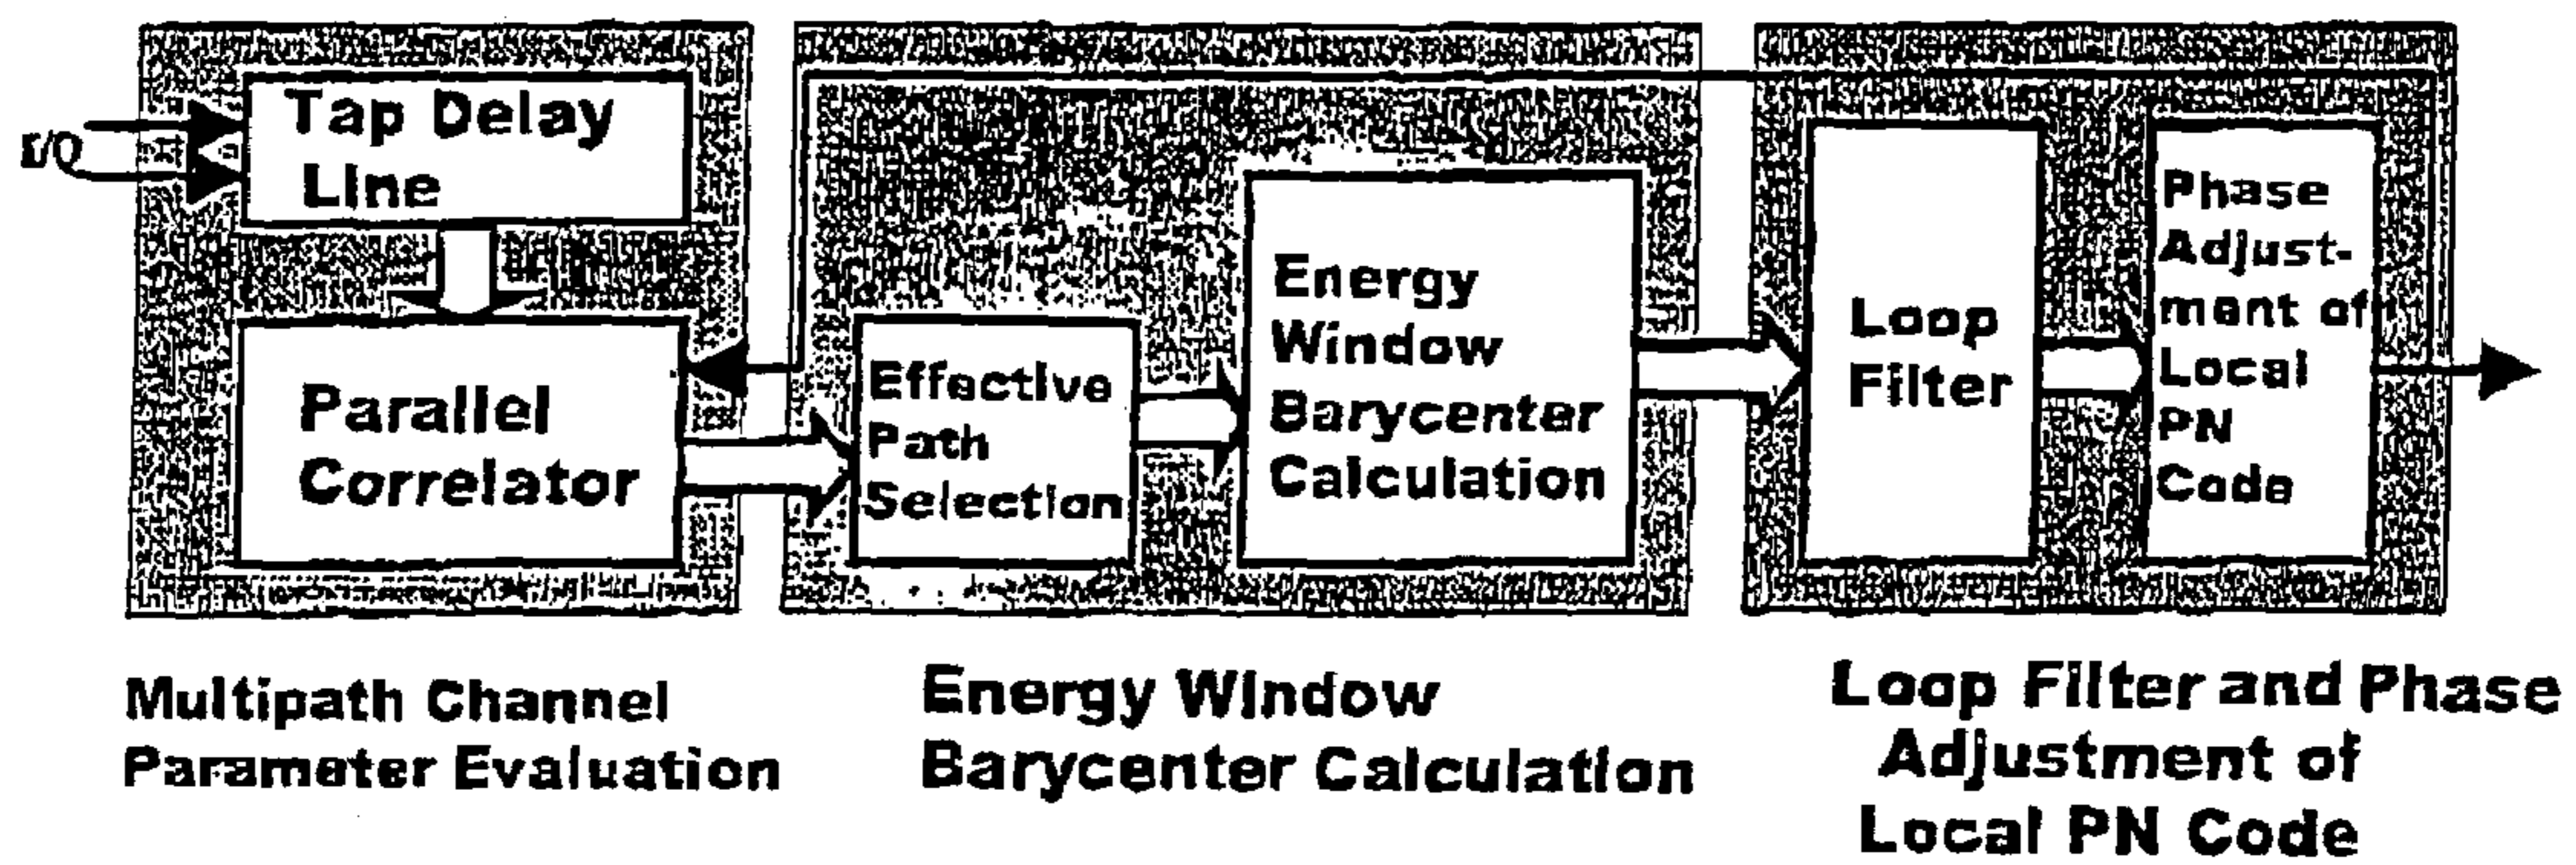 I/Q
Tap Delay
Line
Parallel
Correlator
Effective
Path
Selection
Energy
Window
Barycenter
Calculation
Loop
Filter
Phase
Adjust-
ment of
Local
PN
Code
Multipath Channel
Parameter Evaluation
Energy Window
Barycenter Calculation
Loop Filter and Phase
Adjustment of
Local PN Code